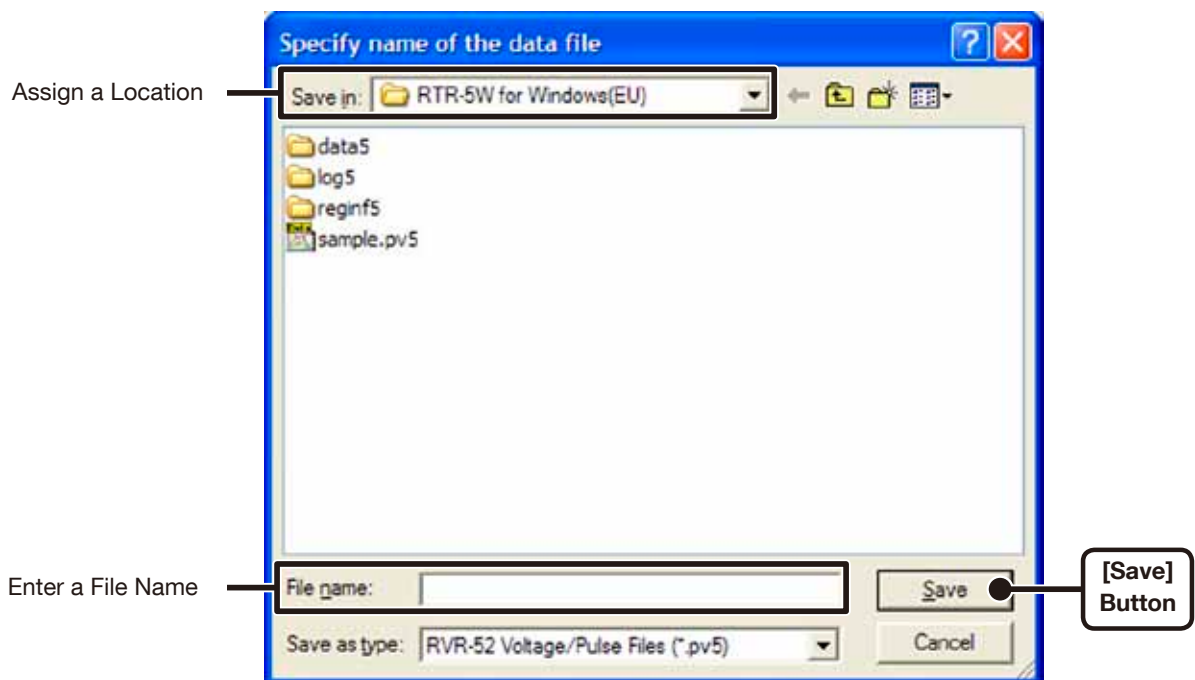 Specify name of the data file
Assign a Location
Save in: RTR-5W for Windows(EU)
data5
log5
reginf5
sample.pv5
Enter a File Name
File name:
Save
[Save]
Button
Save as type: RVR-52 Voltage/Pulse Files (*.pv5)
Cancel